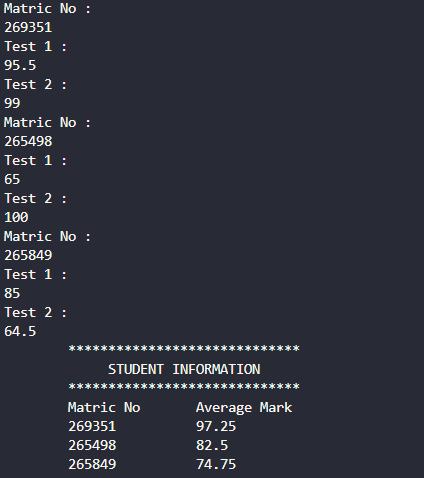 Matric No :
269351
Test 1 :
95.5
Test 2 :
99
Matric No :
265498
Test 1 :
65
Test 2 :
100
Matric No :
265849
Test 1 :
85
Test 2 :
64.5
*****************************
STUDENT INFORMATION
*****************************
Matric No Average Mark
269351 97.25
265498 82.5
265849 74.75